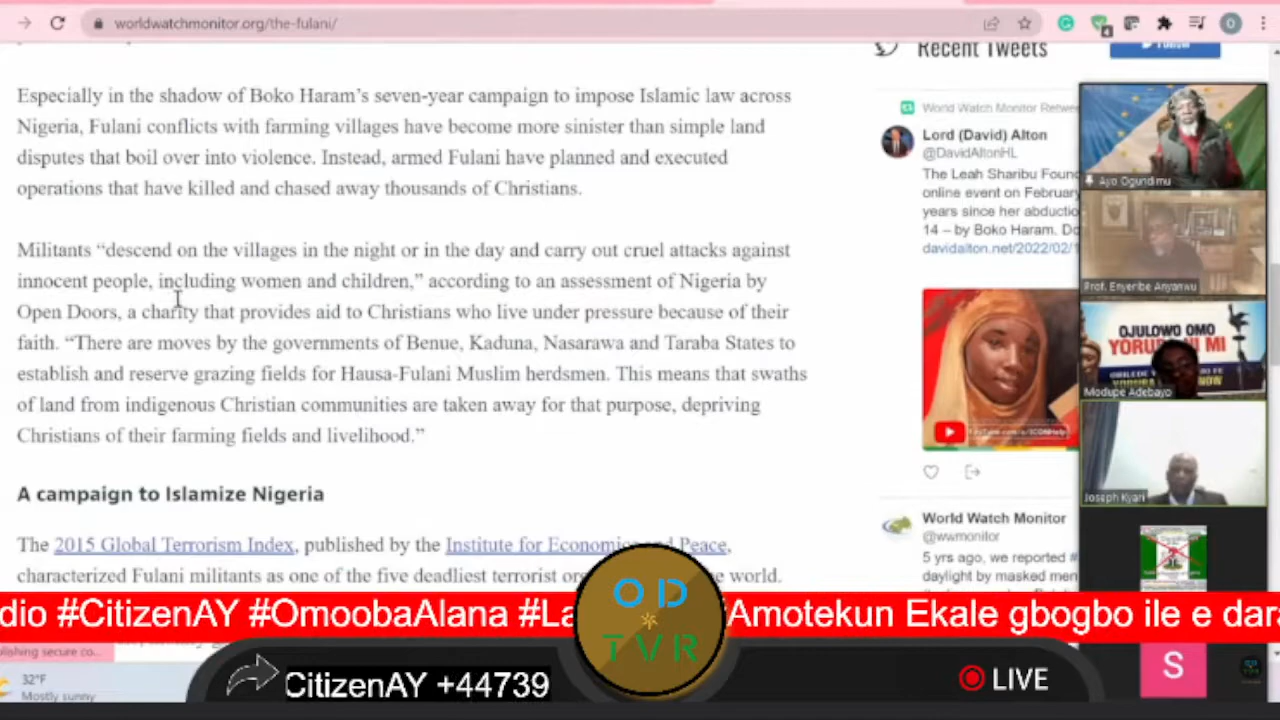 worldwatchmonitor.org/the-fulani/
Especially in the shadow of Boko Haram's seven-year campaign to impose Islamic law across
Nigeria, Fulani conflicts with farming villages have become more sinister than simple land
disputes that boil over into violence. Instead, armed Fulani have planned and executed
operations that have killed and chased away thousands of Christians.
Militants “descend on the villages in the night or in the day and carry out cruel attacks against
innocent people, including women and children,” according to an assessment of Nigeria by
Open Doors, a charity that provides aid to Christians who live under pressure because of their
faith. “There are moves by the governments of Benue, Kaduna, Nasarawa and Taraba States to
establish and reserve grazing fields for Hausa-Fulani Muslim herdsmen. This means that swaths
of land from indigenous Christian communities are taken away for that purpose, depriving
Christians of their farming fields and livelihood.”
A campaign to Islamize Nigeria
The 2015 Global Terrorism Index, published by the Institute for Economics and Peace,
characterized Fulani militants as one of the five deadliest terrorist world.
Recent Tweets
World Watch Monitor
Lord (David) Alton
@DavidAltonHL
The Leah Sharibu
online event on February
years since her
14 – by Boko Haram.
davidalton.net/2022/02/
World Watch Monitor
@wwmonitor
5 yrs ago, we reported
daylight by masked men
Ayo Ogundimu
Prof. Enyeribe Anyanwu
OJULOWO OMO
Modupe Adebayo
Joseph Kyari
S
dio #CitizenAY #OmoobaAlana #La Amotekun Ekale gbogbo ile e dara
OD
TVR
CitizenAY +44739
LIVE
32°F
Mostly sunny